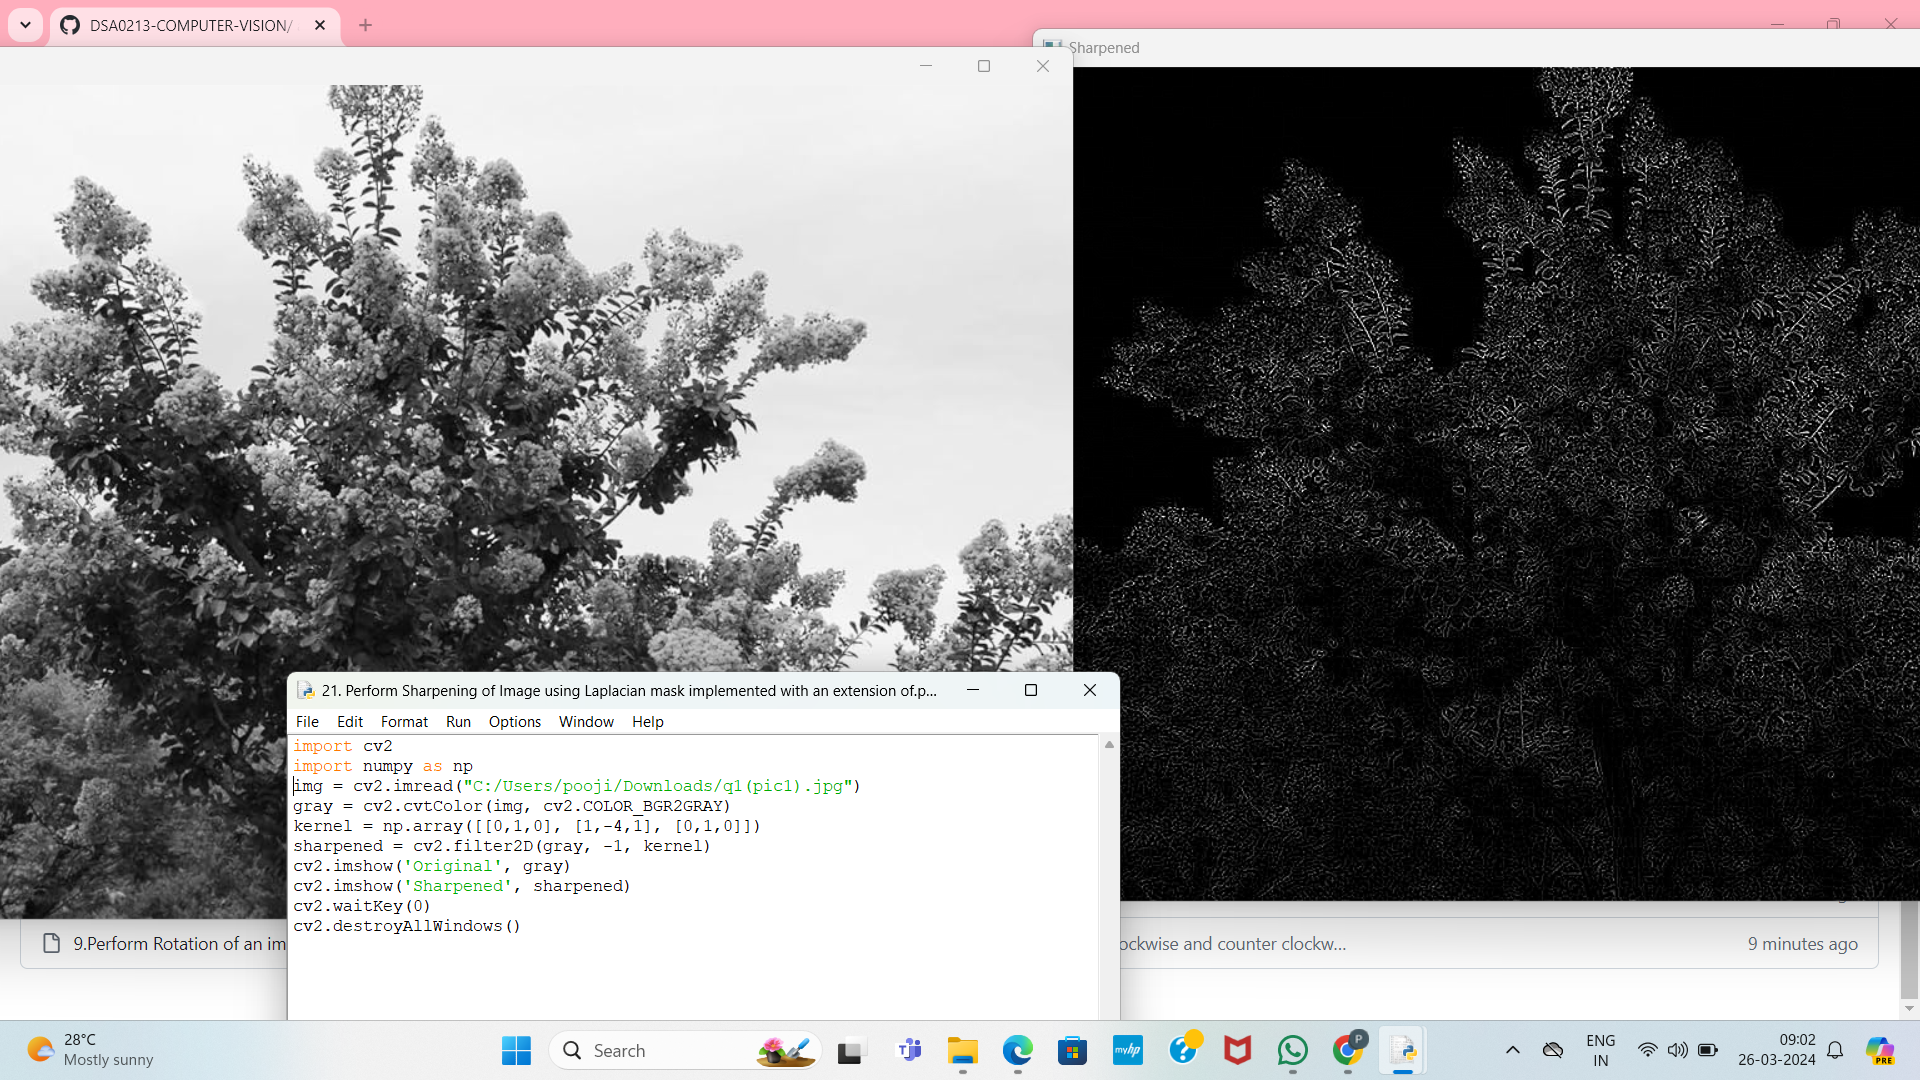 DSA0213-COMPUTER-VISION/
Sharpened
21. Perform Sharpening of Image using Laplacian mask implemented with an extension of.p...
File Edit Format Run Options Window Help
import cv2
import numpy as np
img = cv2.imread("C:/Users/pooji/Downloads/q1(pic1).jpg")
gray = cv2.cvtColor(img, cv2.COLOR_BGR2GRAY)
kernel = np.array([[0,1,0], [1,-4,1], [0,1,0]])
sharpened = cv2.filter2D(gray, -1, kernel)
cv2.imshow('Original', gray)
cv2.imshow('Sharpened', sharpened)
cv2.waitKey(0)
cv2.destroyAllWindows()
9.Perform Rotation of an im
ockwise and counter clockw...
9 minutes ago
28°C
Mostly sunny
Search
myhp
P
ENG
IN
09:02
26-03-2024
PRE